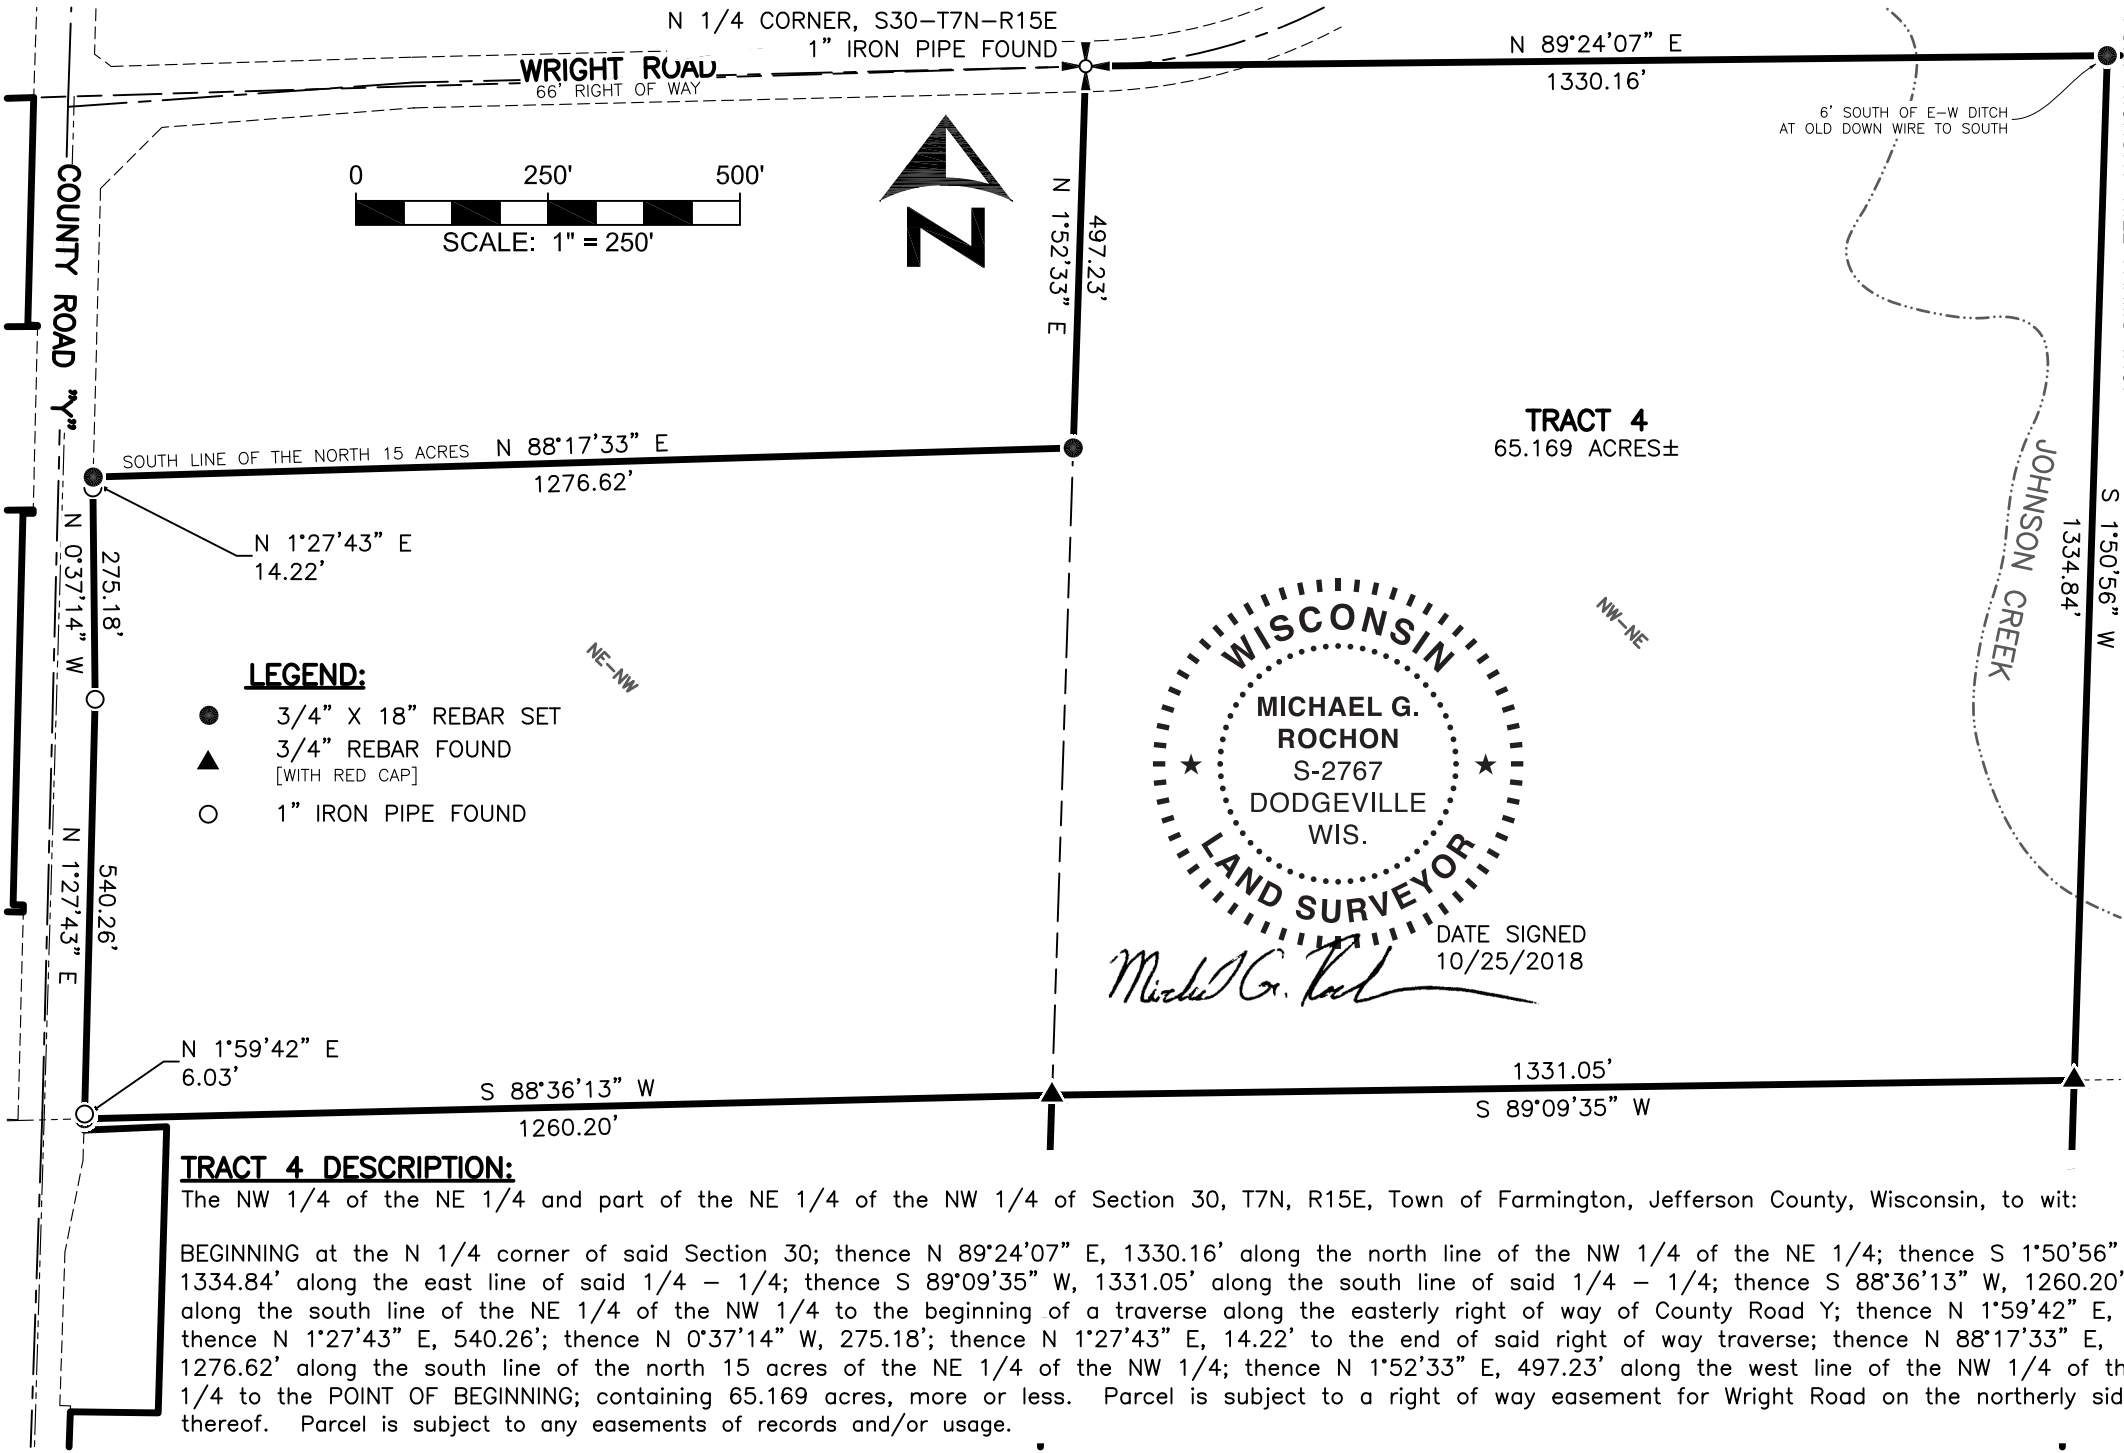 N 1/4 CORNER, S30-T7N-R15E
1" IRON PIPE FOUND
WRIGHT ROAD
66' RIGHT OF WAY
N 89°24'07" E
1330.16'
6' SOUTH OF E-W DITCH
AT OLD DOWN WIRE TO SOUTH
COUNTY ROAD "Y"
0 250' 500'
SCALE: 1" = 250'
N
N 1°52'33" E
497.23'
TRACT 4
65.169 ACRES±
JOHNSON CREEK
S 1°50'56" W
1334.84'
SOUTH LINE OF THE NORTH 15 ACRES N 88°17'33" E
1276.62'
N 1°27'43" E
14.22'
N 0°37'14" W
275.18'
NE-NW
NW-NE
LEGEND:
3/4" X 18" REBAR SET
3/4" REBAR FOUND
[WITH RED CAP]
1" IRON PIPE FOUND
WISCONSIN
MICHAEL G.
ROCHON
S-2767
DODGEVILLE
WIS.
LAND SURVEYOR
DATE SIGNED
10/25/2018
N 1°27'43" E
540.26'
N 1°59'42" E
6.03'
S 88°36'13" W
1260.20'
1331.05'
S 89°09'35" W
TRACT 4 DESCRIPTION:
The NW 1/4 of the NE 1/4 and part of the NE 1/4 of the NW 1/4 of Section 30, T7N, R15E, Town of Farmington, Jefferson County, Wisconsin, to wit:
BEGINNING at the N 1/4 corner of said Section 30; thence N 89°24'07" E, 1330.16' along the north line of the NW 1/4 of the NE 1/4; thence S 1°50'56"
1334.84' along the east line of said 1/4 - 1/4; thence S 89°09'35" W, 1331.05' along the south line of said 1/4 - 1/4; thence S 88°36'13" W, 1260.20'
along the south line of the NE 1/4 of the NW 1/4 to the beginning of a traverse along the easterly right of way of County Road Y; thence N 1°59'42" E,
thence N 1°27'43" E, 540.26'; thence N 0°37'14" W, 275.18'; thence N 1°27'43" E, 14.22' to the end of said right of way traverse; thence N 88°17'33" E,
1276.62' along the south line of the north 15 acres of the NE 1/4 of the NW 1/4; thence N 1°52'33" E, 497.23' along the west line of the NW 1/4 of th
1/4 to the POINT OF BEGINNING; containing 65.169 acres, more or less. Parcel is subject to a right of way easement for Wright Road on the northerly sid
thereof. Parcel is subject to any easements of records and/or usage.